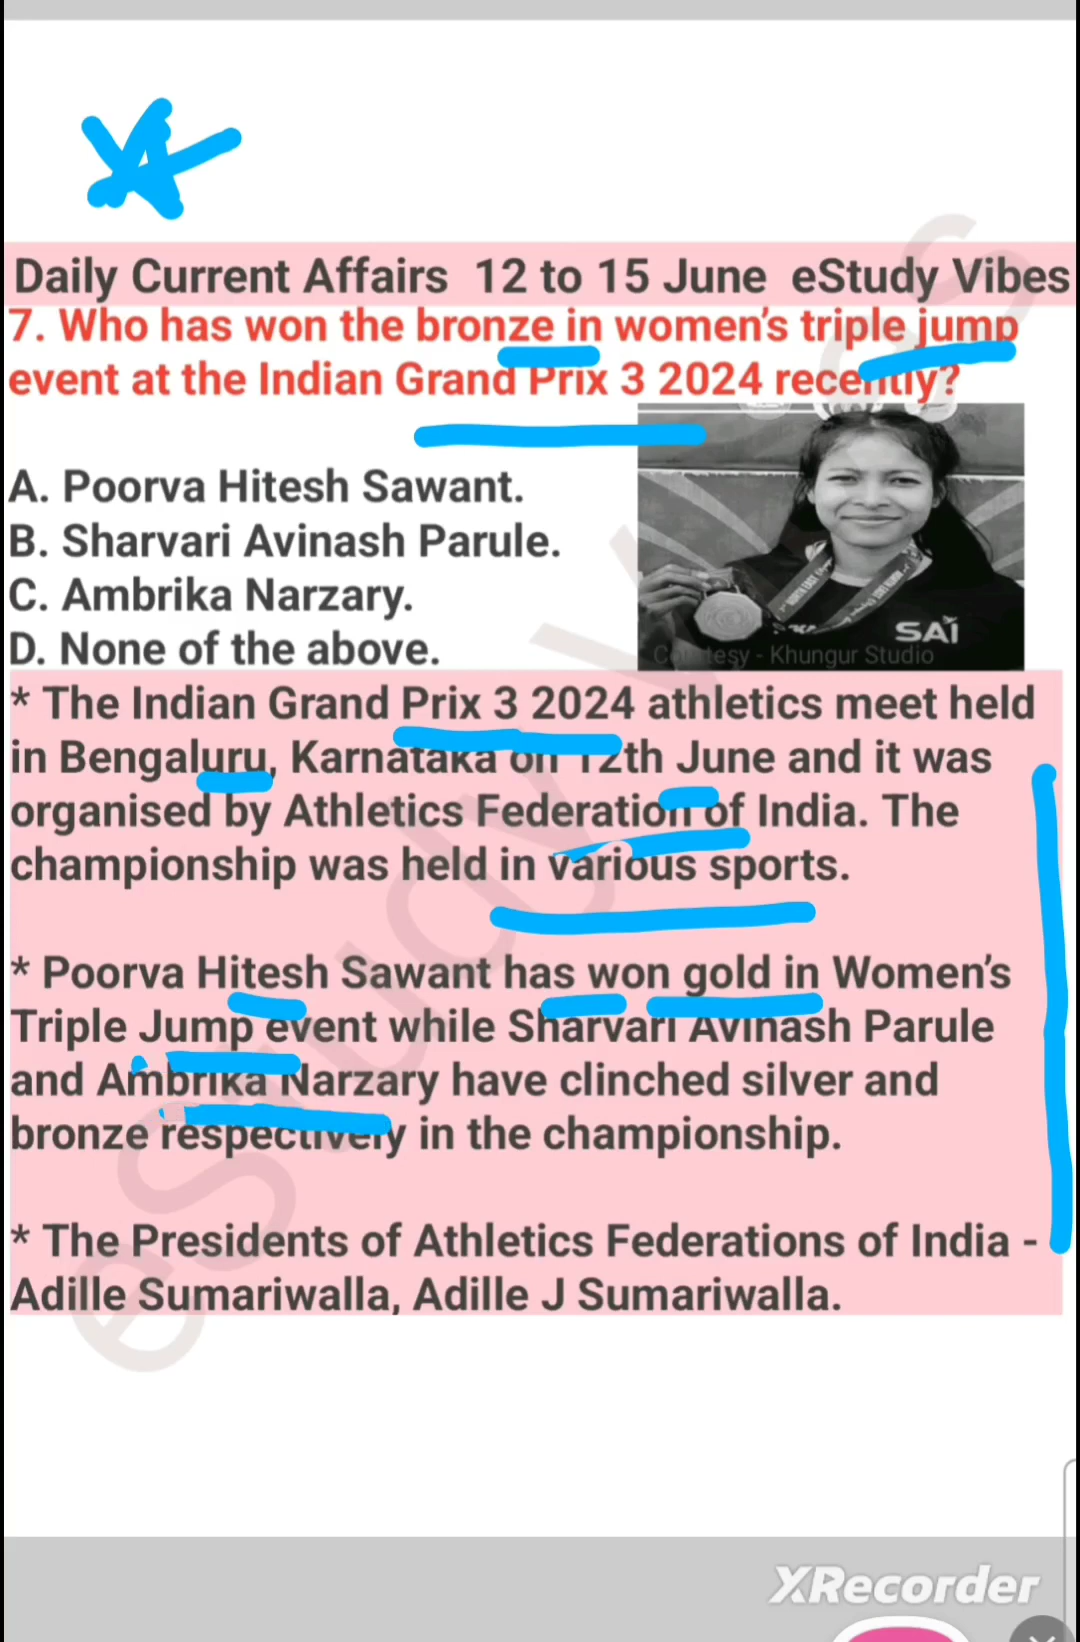 Daily Current Affairs 12 to 15 June eStudy Vibes
7. Who has won the bronze in women's triple jump
event at the Indian Grand Prix 3 2024 recently?
A. Poorva Hitesh Sawant.
B. Sharvari Avinash Parule.
C. Ambrika Narzary.
D. None of the above.
SAI
Courtesy - Khungur Studio
* The Indian Grand Prix 3 2024 athletics meet held
in Bengaluru, Karnataka on 12th June and it was
organised by Athletics Federation of India. The
championship was held in various sports.
* Poorva Hitesh Sawant has won gold in Women's
Triple Jump event while Sharvari Avinash Parule
and Ambrika Narzary have clinched silver and
bronze respectively in the championship.
* The Presidents of Athletics Federations of India -
Adille Sumariwalla, Adille J Sumariwalla.
XRecorder